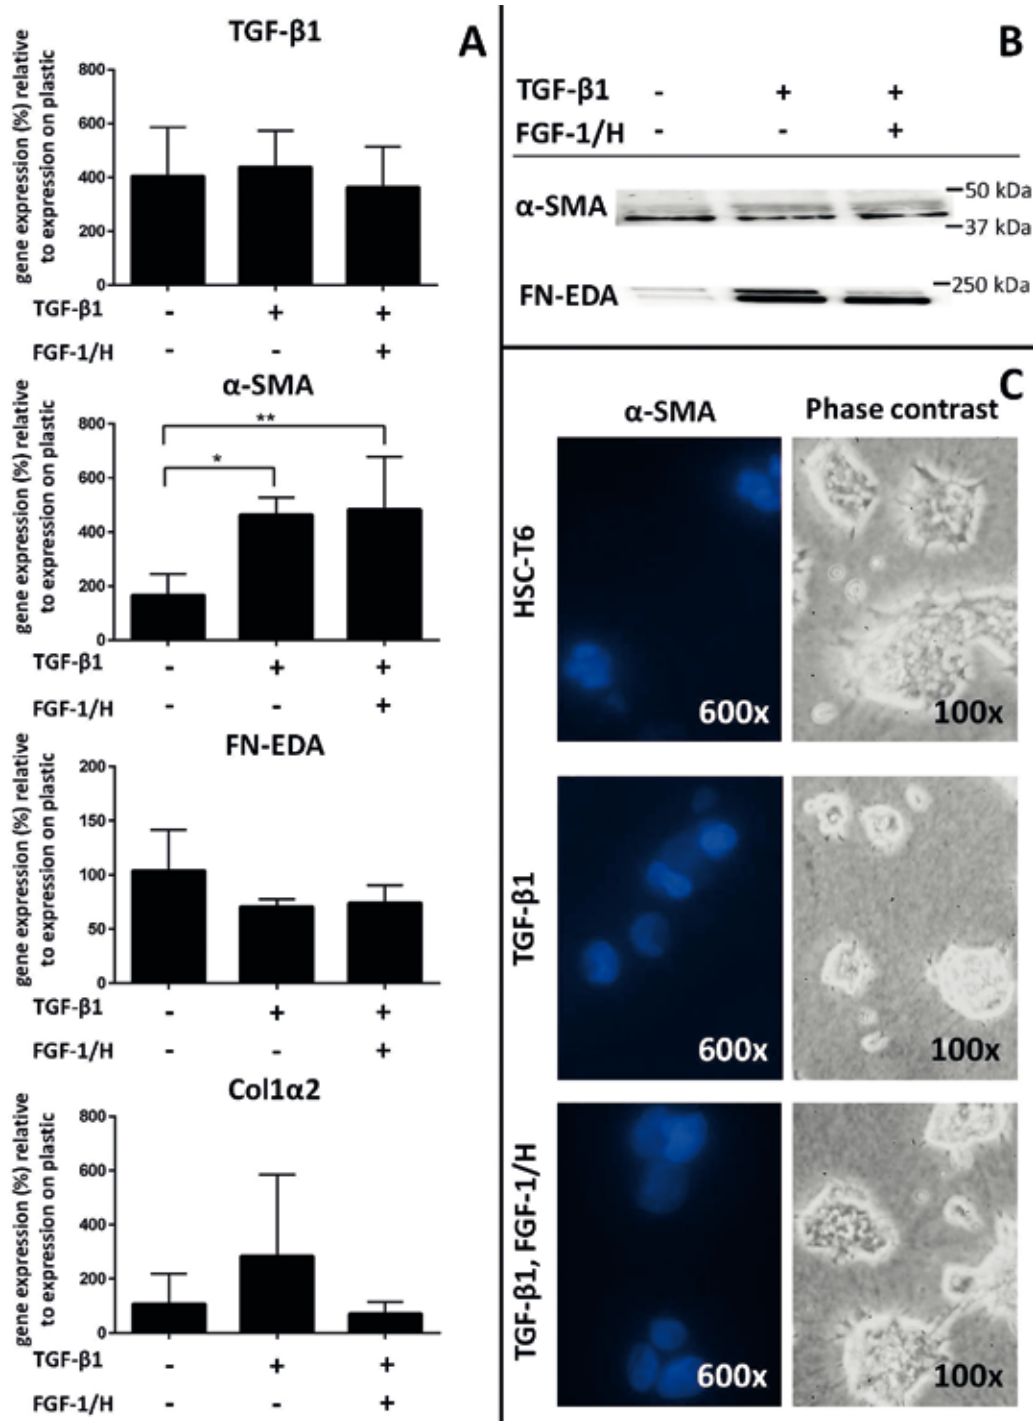 A
TGF-β1
gene expression (%) relative
to expression on plastic
800
600
400
200
0
TGF-β1 - + +
FGF-1/H - - +
α-SMA
gene expression (%) relative
to expression on plastic
800
600
400
200
0
**
*
TGF-β1 - + +
FGF-1/H - - +
FN-EDA
gene expression (%) relative
to expression on plastic
200
150
100
50
0
TGF-β1 - + +
FGF-1/H - - +
Col1α2
gene expression (%) relative
to expression on plastic
800
600
400
200
0
TGF-β1 - + +
FGF-1/H - - +
B
TGF-β1 - + +
FGF-1/H - - +
α-SMA
50 kDa
37 kDa
FN-EDA
250 kDa
C
α-SMA Phase contrast
HSC-T6
600x 100x
TGF-β1
600x 100x
TGF-β1, FGF-1/H
600x 100x